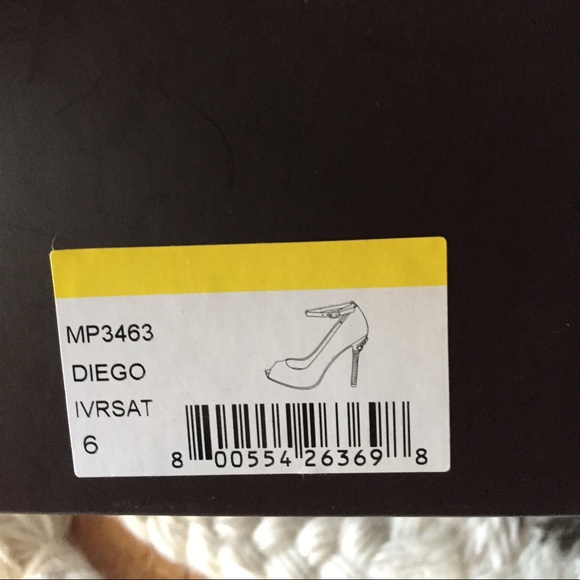 MP3463
DIEGO
IVRSAT
6
8 00554 26369 8